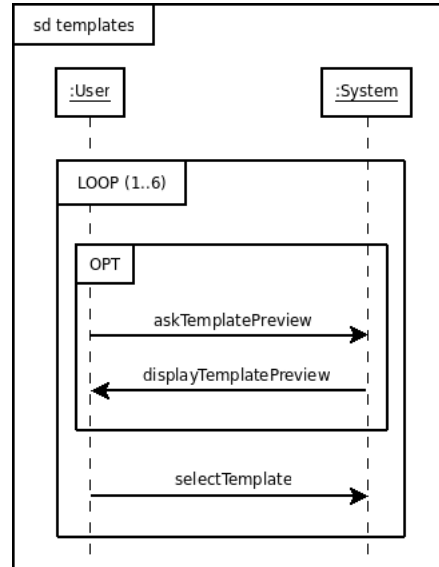 sd templates
:User
:System
LOOP (1..6)
OPT
askTemplatePreview
displayTemplatePreview
selectTemplate